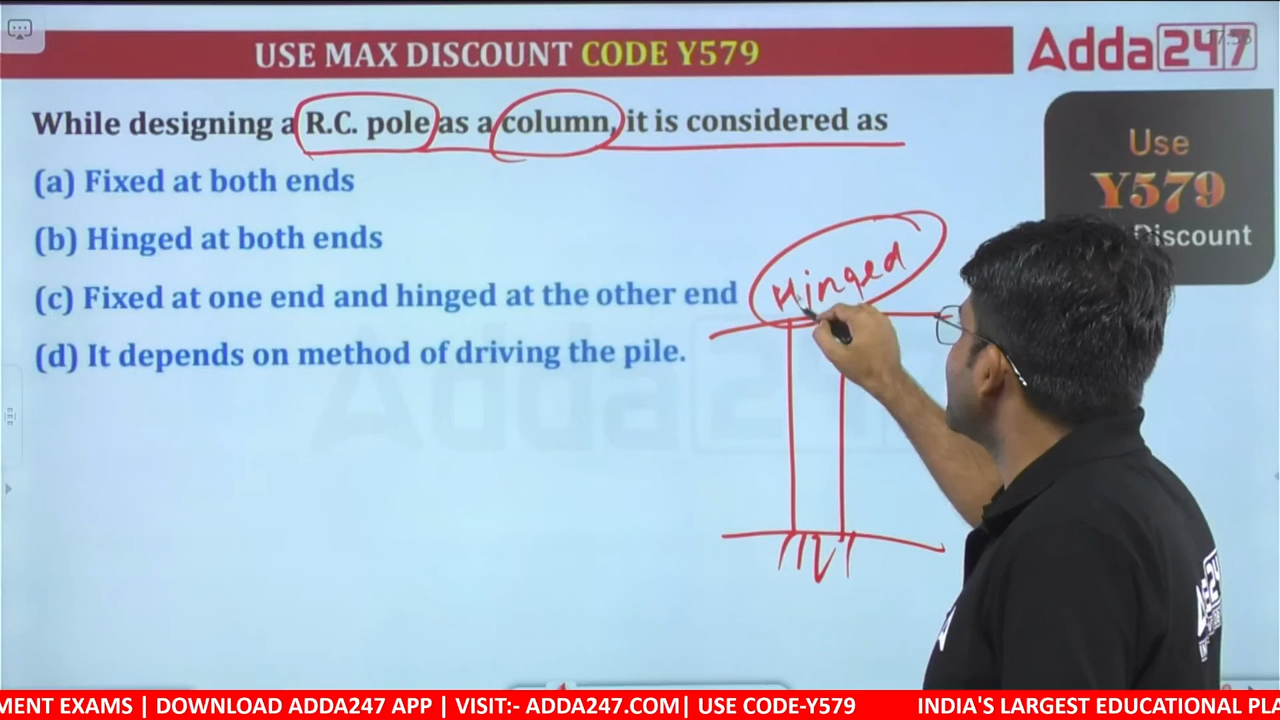 USE MAX DISCOUNT CODE Y579
Adda247
While designing a R.C. pole as a column, it is considered as
(a) Fixed at both ends
(b) Hinged at both ends
(c) Fixed at one end and hinged at the other end
(d) It depends on method of driving the pile.
Use
Y579
Discount
Hinged
MENT EXAMS | DOWNLOAD ADDA247 APP | VISIT:- ADDA247.COM| USE CODE-Y579 INDIA'S LARGEST EDUCATIONAL PLA